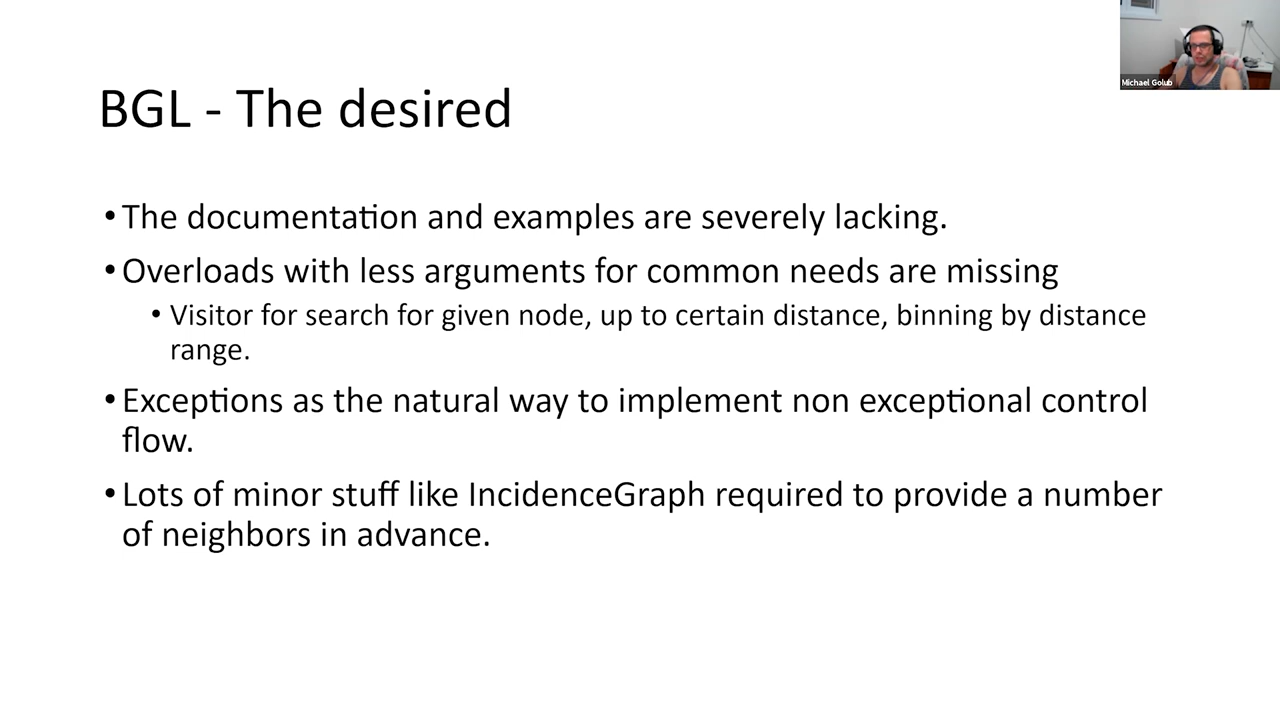 BGL - The desired
• The documentation and examples are severely lacking.
• Overloads with less arguments for common needs are missing
• Visitor for search for given node, up to certain distance, binning by distance
range.
• Exceptions as the natural way to implement non exceptional control
flow.
• Lots of minor stuff like IncidenceGraph required to provide a number
of neighbors in advance.
Michael Golub